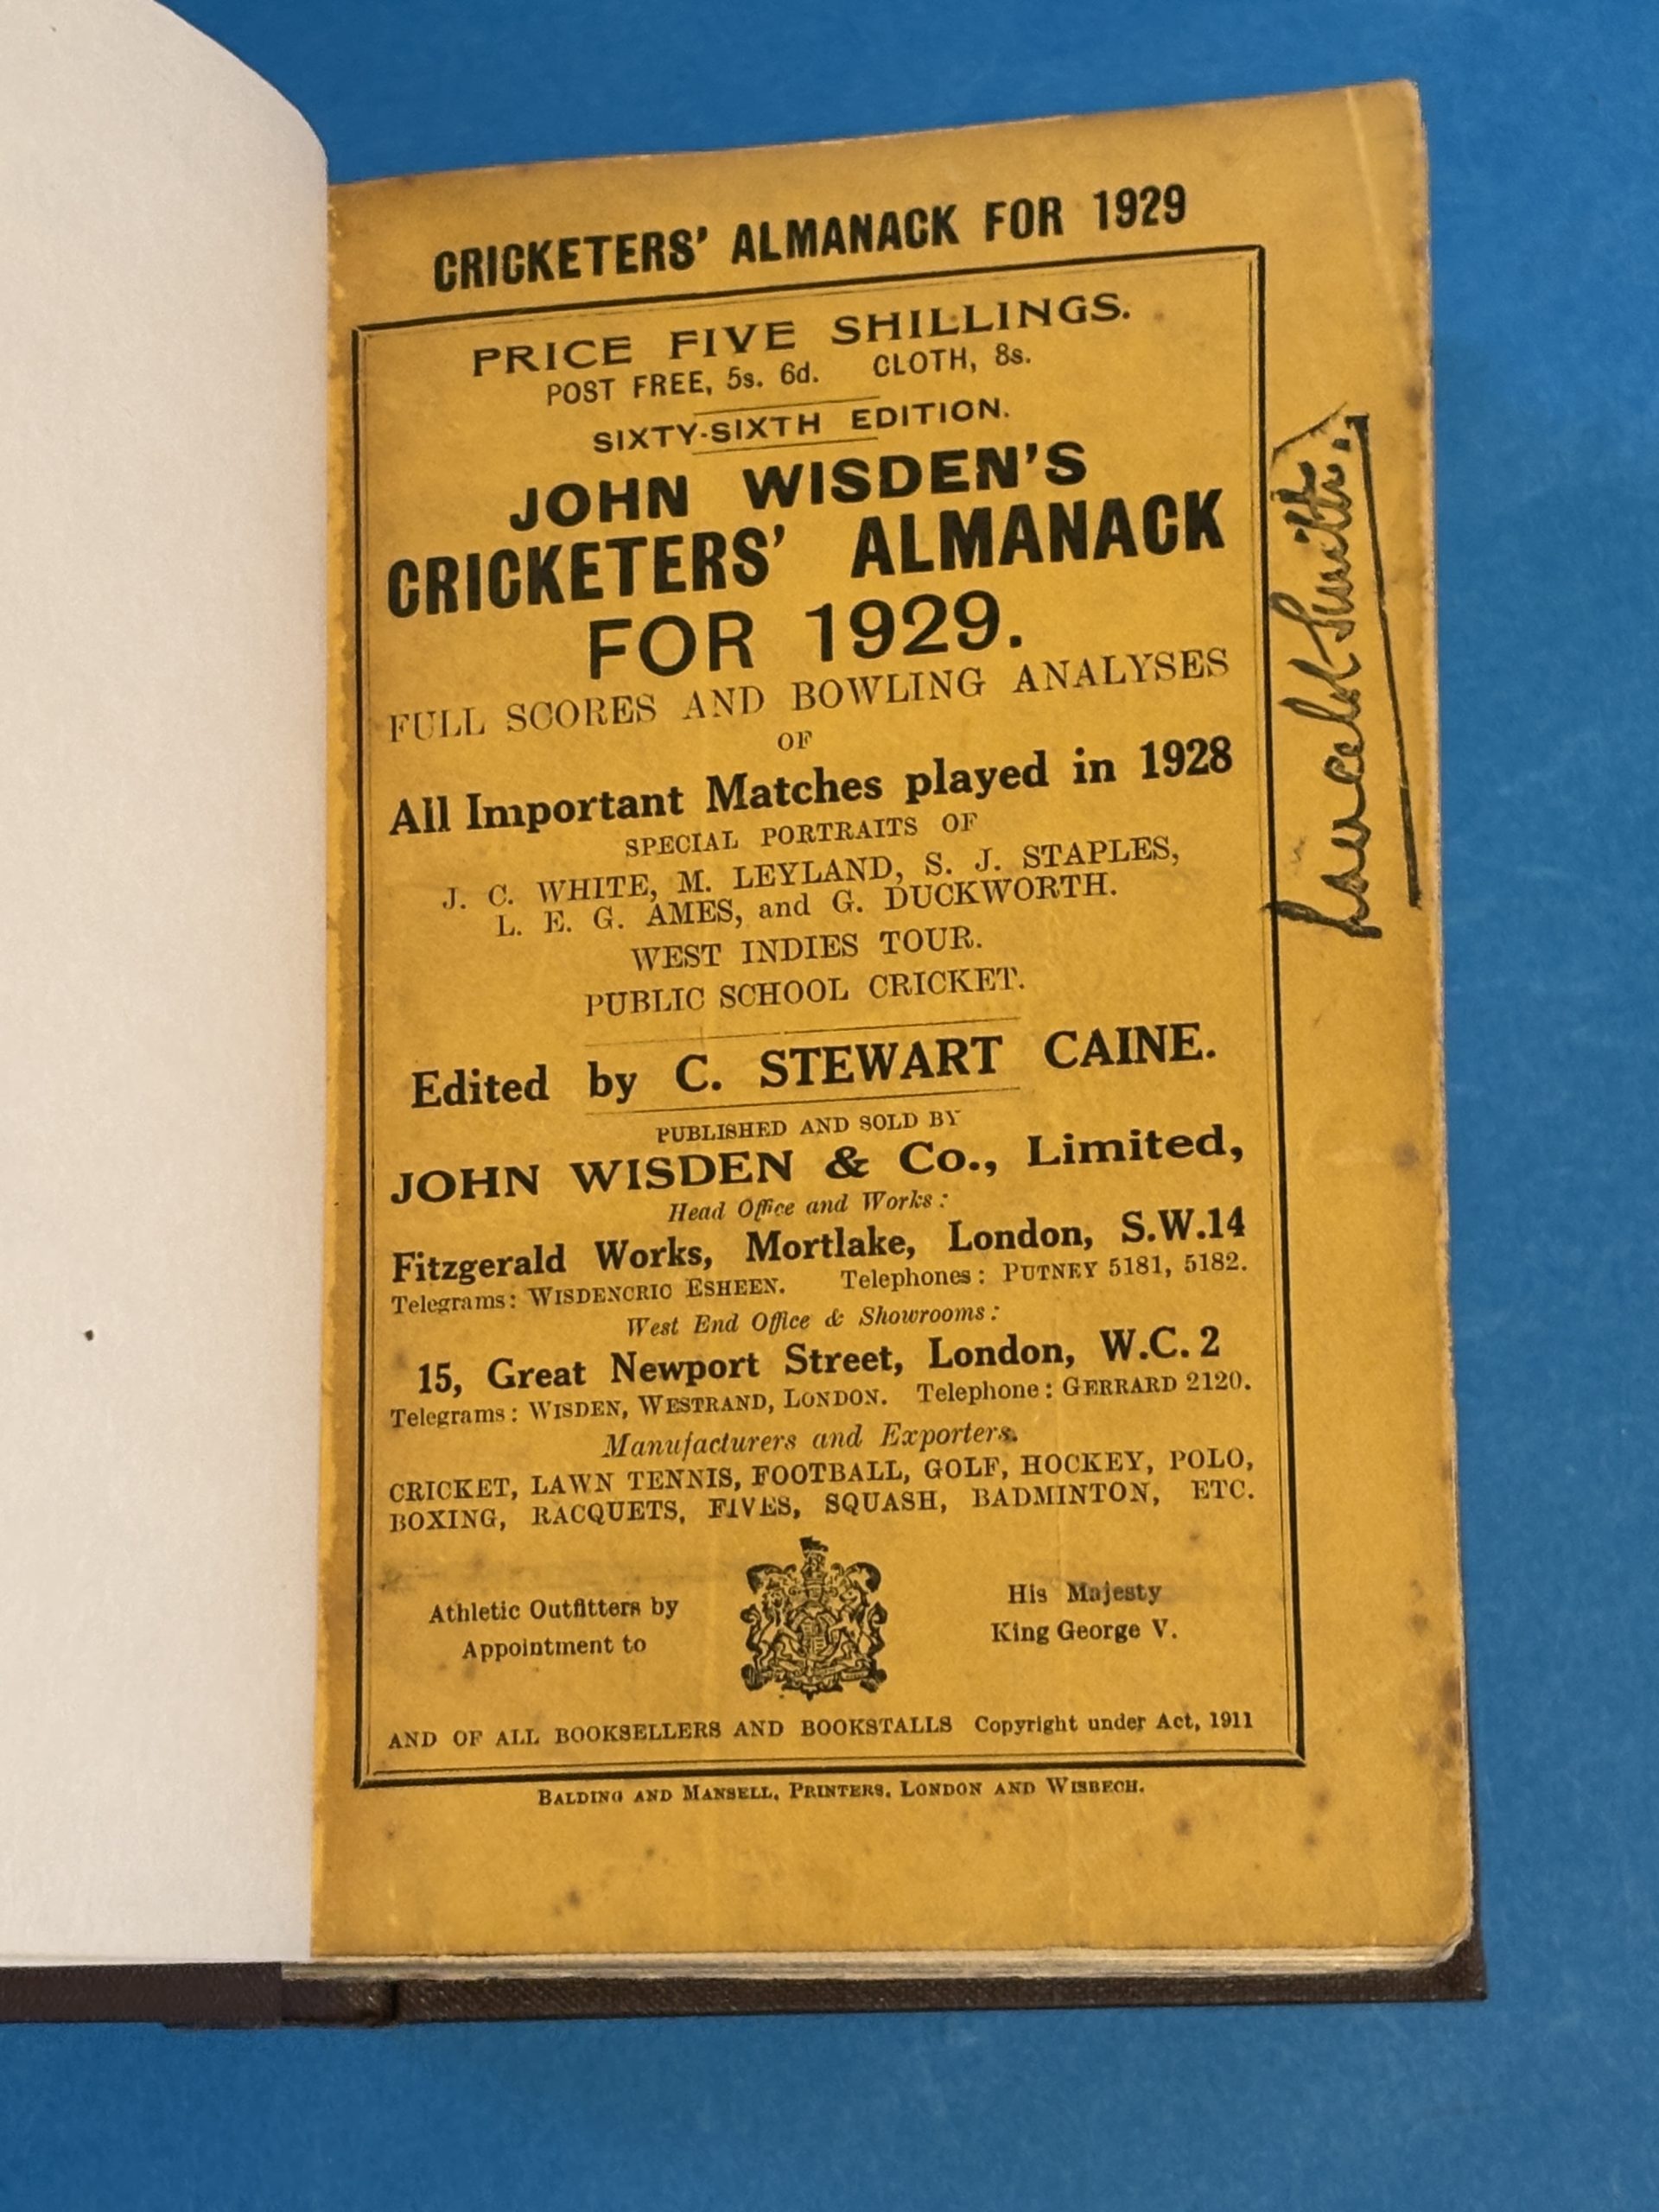 CRICKETERS' ALMANACK FOR 1929
PRICE FIVE SHILLINGS.
POST FREE, 5s. 6d. CLOTH, 8s.
SIXTY-SIXTH EDITION.
JOHN WISDEN'S
CRICKETERS' ALMANACK
FOR 1929.
FULL SCORES AND BOWLING ANALYSES
OF
All Important Matches played in 1928
SPECIAL PORTRAITS OF
J. C. WHITE, M. LEYLAND, S. J. STAPLES,
L. E. G. AMES, and G. DUCKWORTH.
WEST INDIES TOUR.
PUBLIC SCHOOL CRICKET.
Edited by C. STEWART CAINE.
PUBLISHED AND SOLD BY
JOHN WISDEN & Co., Limited,
Head Office and Works:
Fitzgerald Works, Mortlake, London, S.W.14
Telegrams: WISDENCRIC ESHEEN. Telephones: PUTNEY 5181, 5182.
West End Office & Showrooms:
15, Great Newport Street, London, W.C. 2
Telegrams: WISDEN, WESTRAND, LONDON. Telephone: GERRARD 2120.
Manufacturers and Exporters.
CRICKET, LAWN TENNIS, FOOTBALL, GOLF, HOCKEY, POLO,
BOXING, RACQUETS, FIVES, SQUASH, BADMINTON, ETC.
Athletic Outfitters by
Appointment to
His Majesty
King George V.
AND OF ALL BOOKSELLERS AND BOOKSTALLS Copyright under Act, 1911
BALDING AND MANSELL, PRINTERS, LONDON AND WISBECH.
Lancelot Smith.